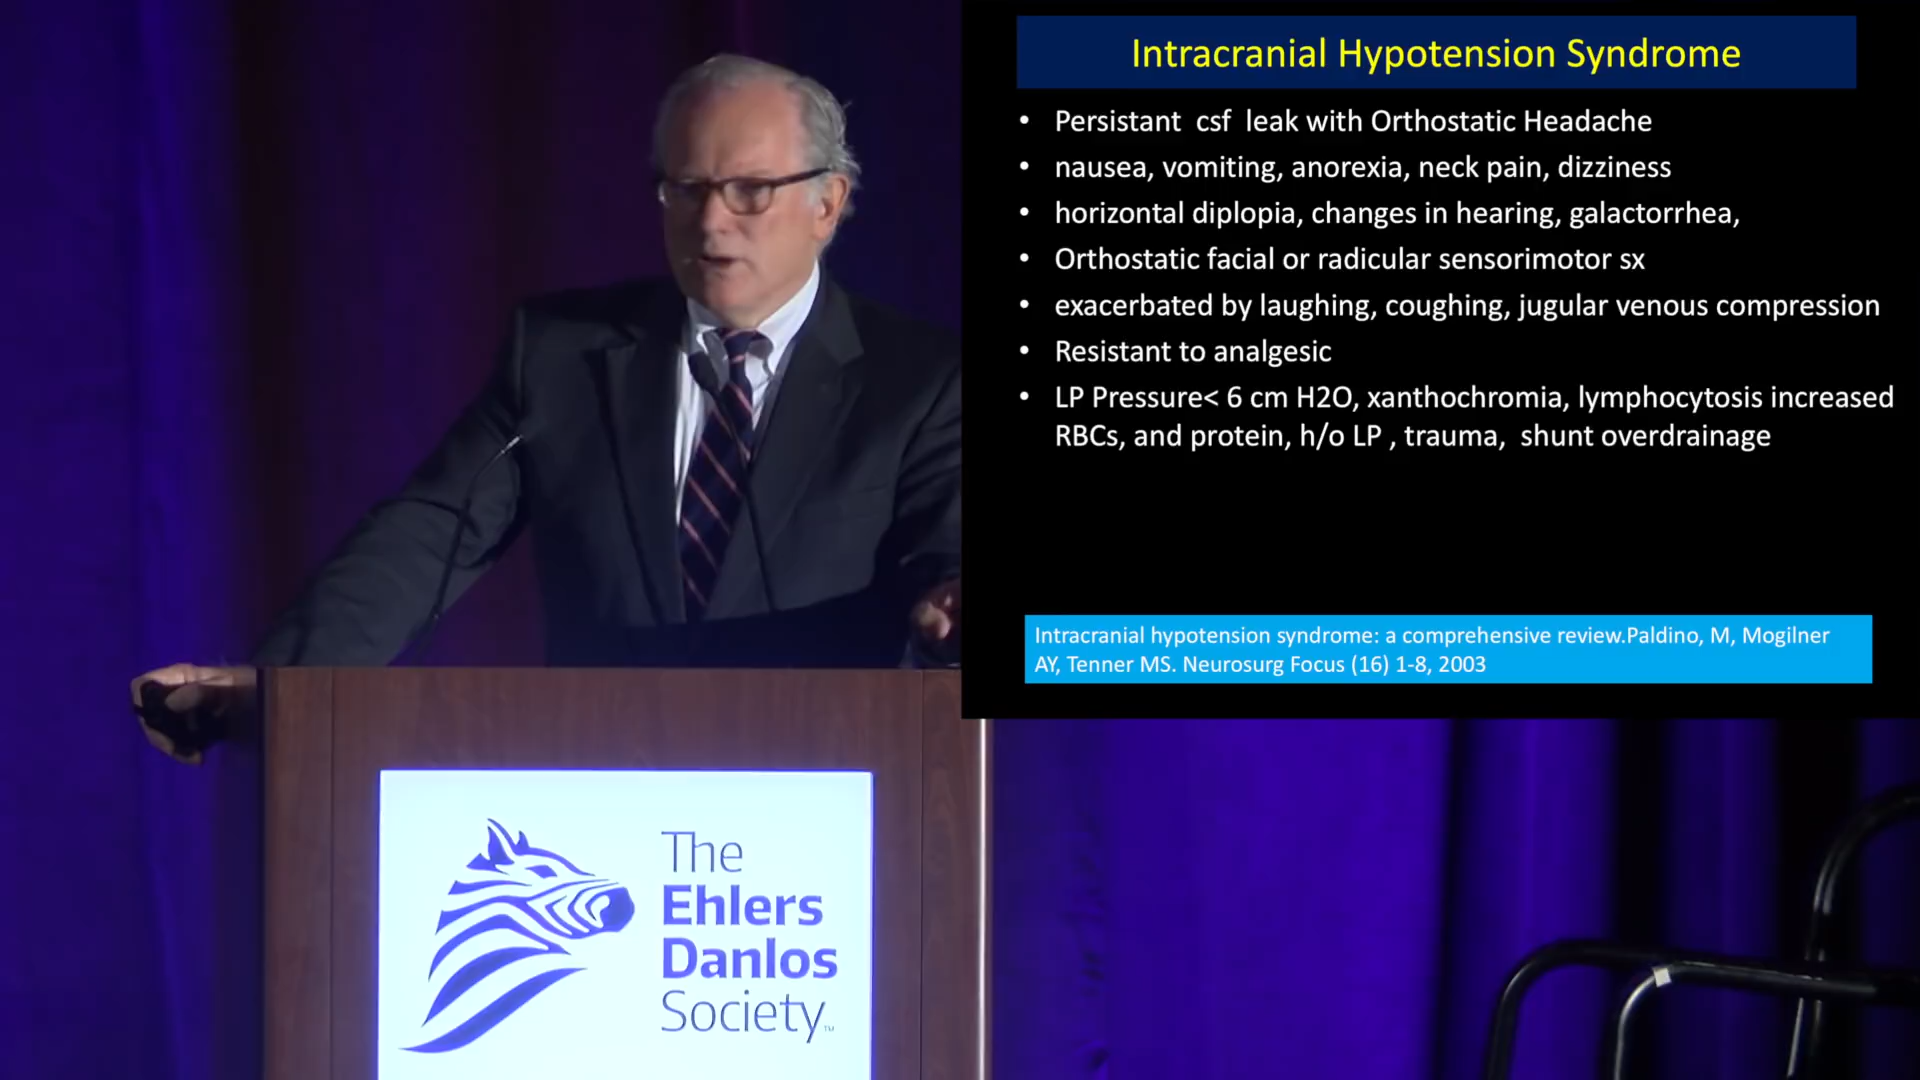 Intracranial Hypotension Syndrome
• Persistant csf leak with Orthostatic Headache
• nausea, vomiting, anorexia, neck pain, dizziness
• horizontal diplopia, changes in hearing, galactorrhea,
• Orthostatic facial or radicular sensorimotor sx
• exacerbated by laughing, coughing, jugular venous compression
• Resistant to analgesic
• LP Pressure< 6 cm H2O, xanthochromia, lymphocytosis increased
RBCs, and protein, h/o LP , trauma, shunt overdrainage
Intracranial hypotension syndrome: a comprehensive review.Paldino, M, Mogilner
AY, Tenner MS. Neurosurg Focus (16) 1-8, 2003
The
Ehlers
Danlos
Society™